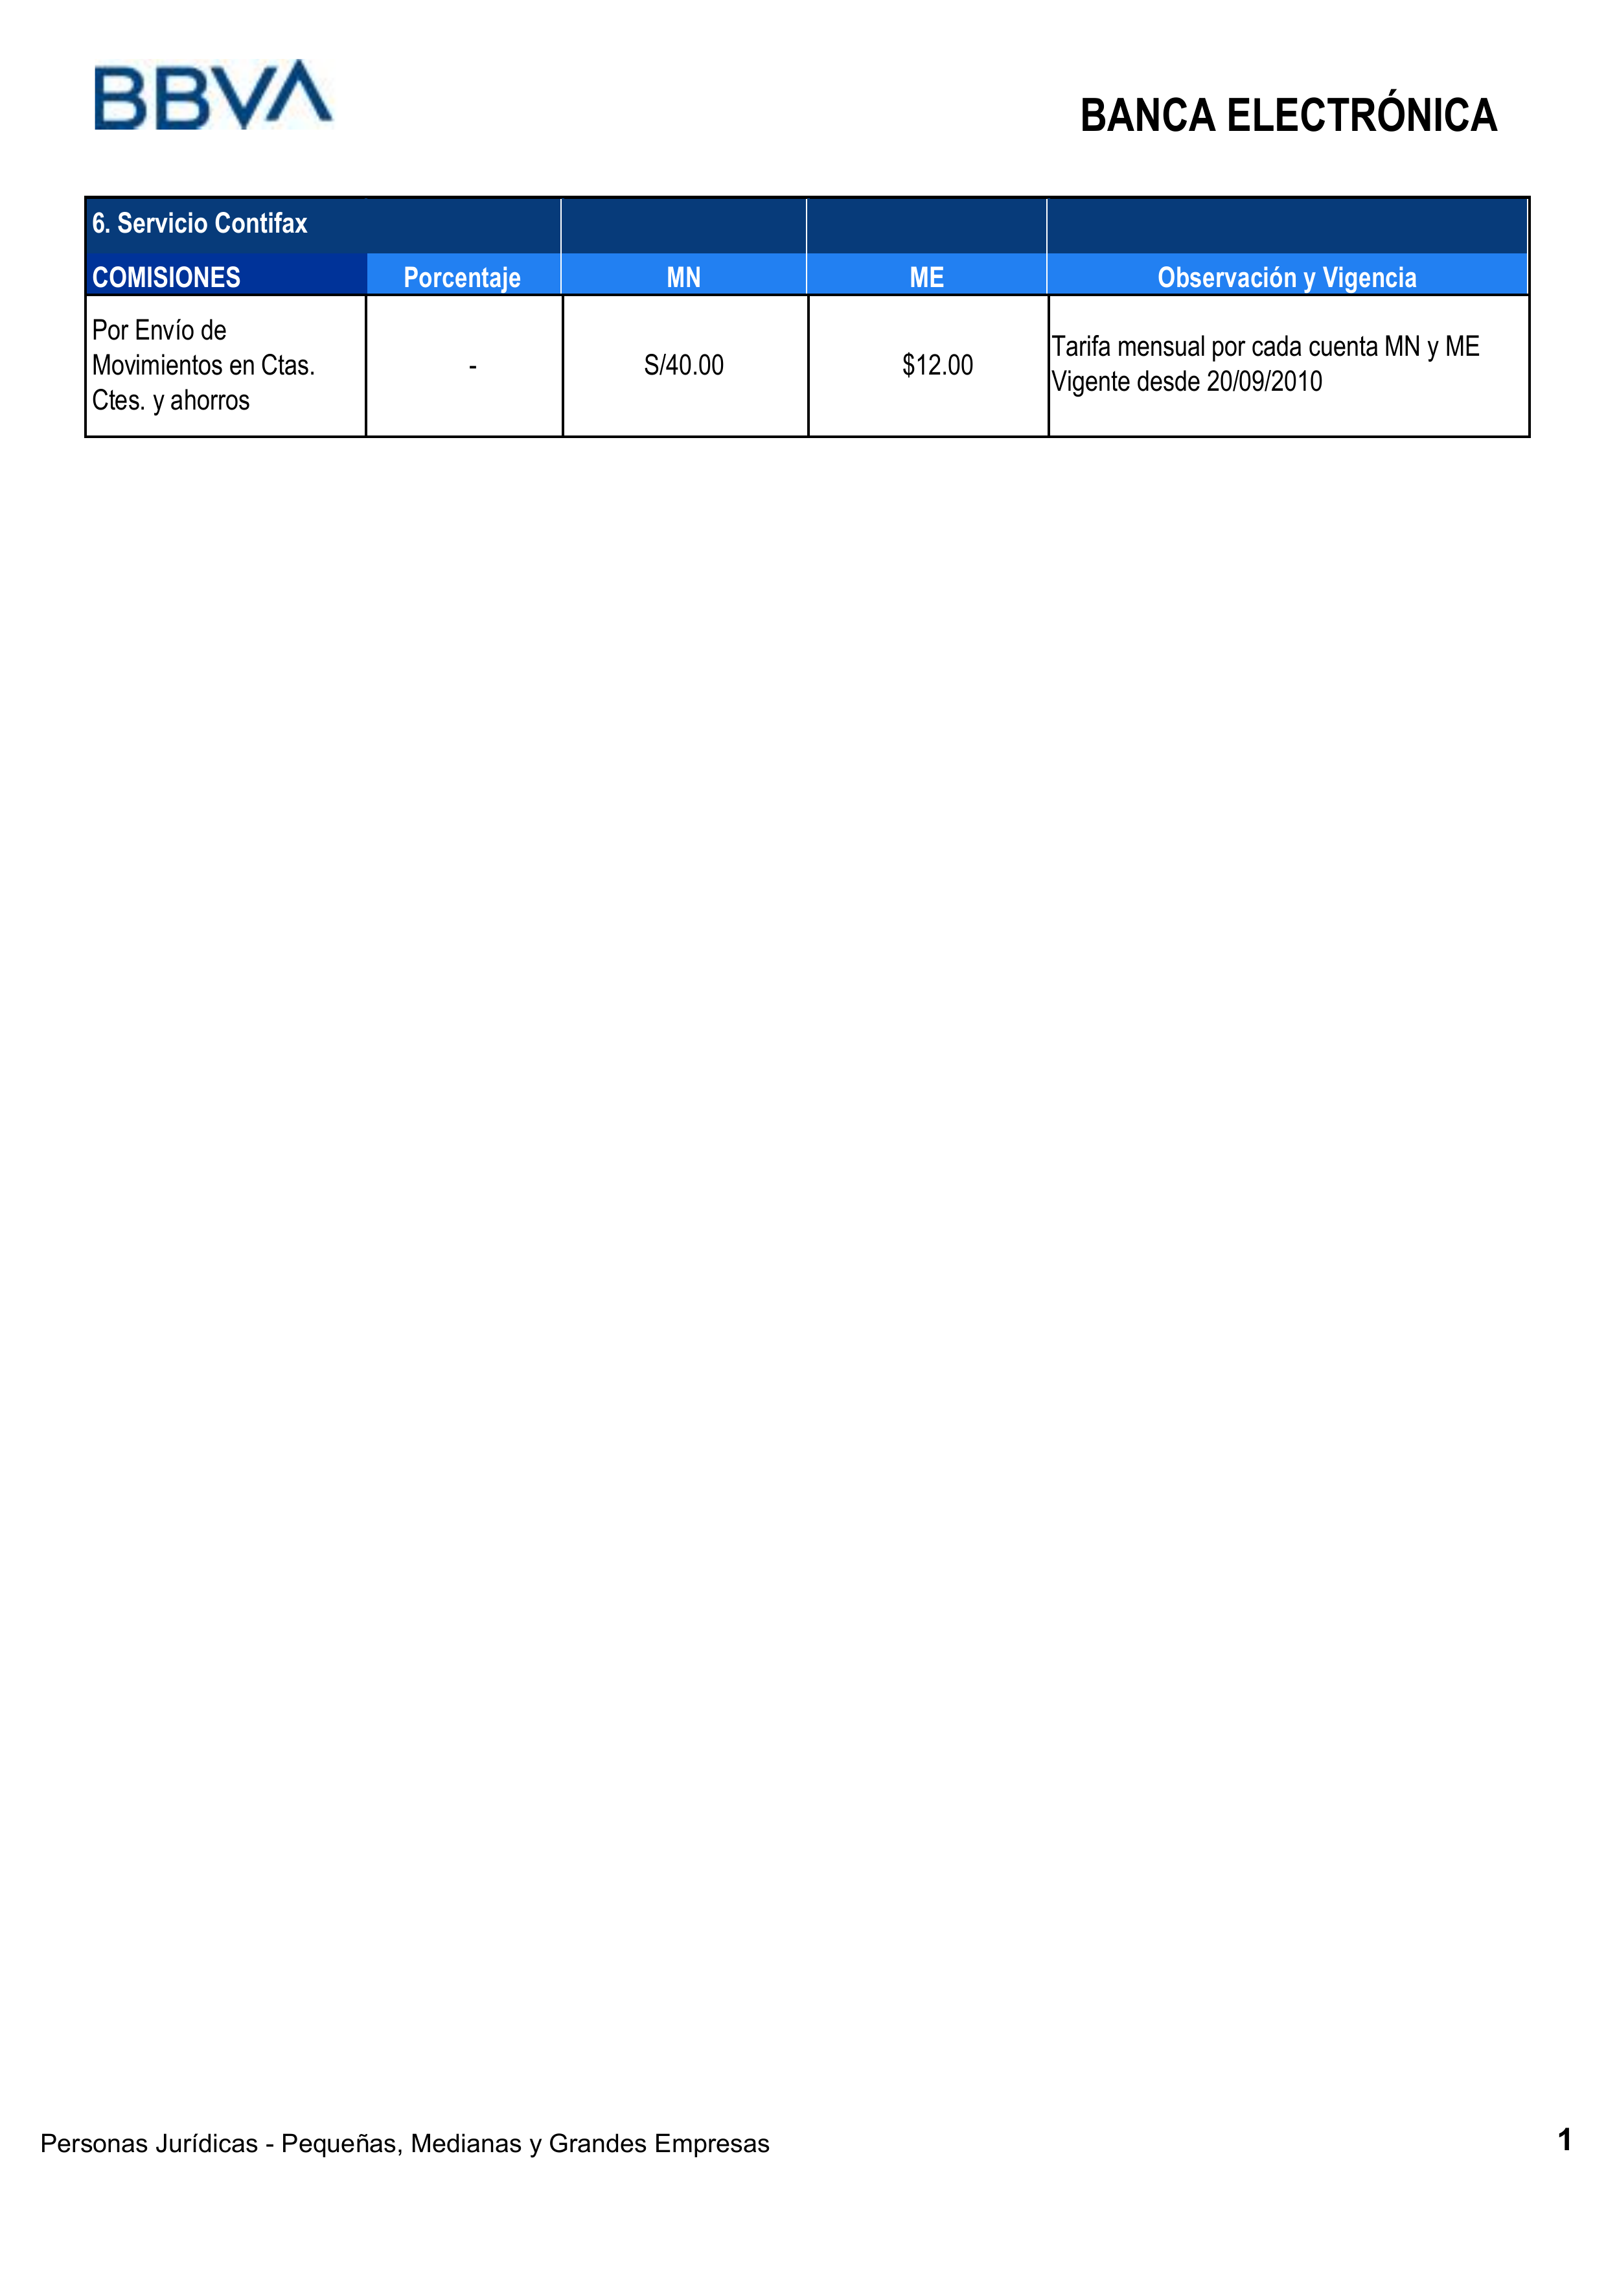 BBVA
BANCA ELECTRÓNICA
6. Servicio Contifax
COMISIONES Porcentaje MN ME Observación y Vigencia
Por Envío de
Movimientos en Ctas.
Ctes. y ahorros
-
S/40.00
$12.00
Tarifa mensual por cada cuenta MN y ME
Vigente desde 20/09/2010
Personas Jurídicas - Pequeñas, Medianas y Grandes Empresas
1